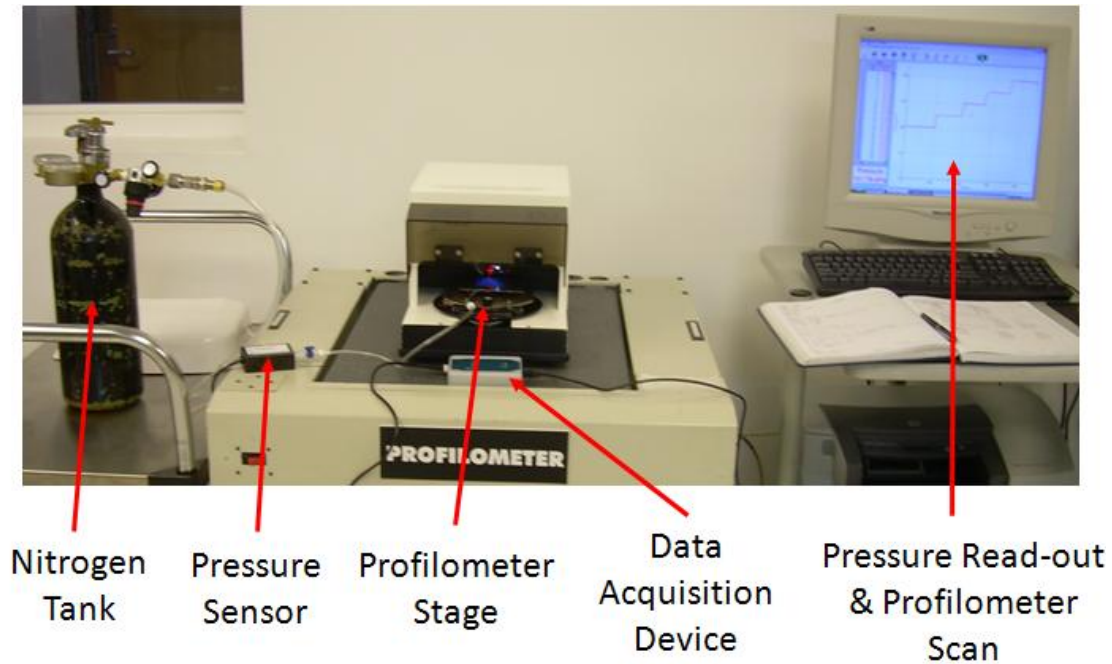 PROFILOMETER
Nitrogen
Tank
Pressure
Sensor
Profilometer
Stage
Data
Acquisition
Device
Pressure Read-out
& Profilometer
Scan